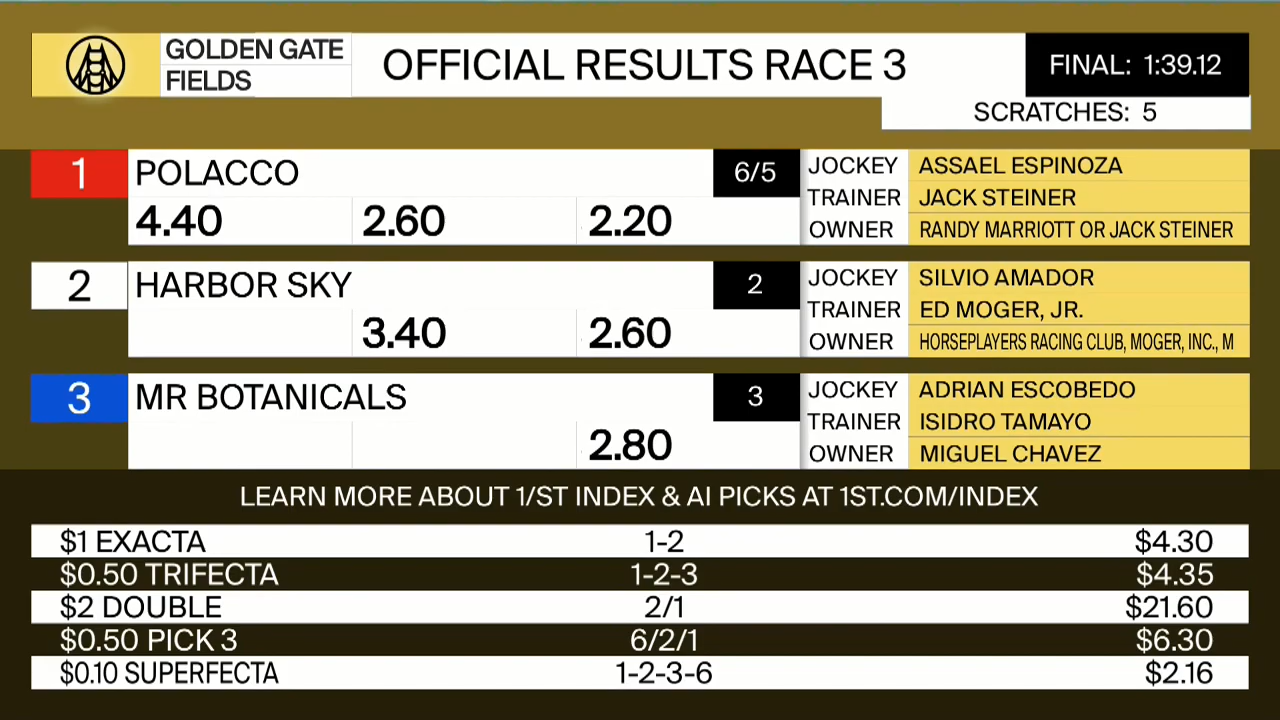 GOLDEN GATE
FIELDS
OFFICIAL RESULTS RACE 3
FINAL: 1:39.12
SCRATCHES: 5
1 POLACCO 6/5
4.40 2.60 2.20
JOCKEY ASSAEL ESPINOZA
TRAINER JACK STEINER
OWNER RANDY MARRIOTT OR JACK STEINER
2 HARBOR SKY 2
3.40 2.60
JOCKEY SILVIO AMADOR
TRAINER ED MOGER, JR.
OWNER HORSEPLAYERS RACING CLUB, MOGER, INC., M
3 MR BOTANICALS 3
2.80
JOCKEY ADRIAN ESCOBEDO
TRAINER ISIDRO TAMAYO
OWNER MIGUEL CHAVEZ
LEARN MORE ABOUT 1/ST INDEX & AI PICKS AT 1ST.COM/INDEX
$1 EXACTA 1-2 $4.30
$0.50 TRIFECTA 1-2-3 $4.35
$2 DOUBLE 2/1 $21.60
$0.50 PICK 3 6/2/1 $6.30
$0.10 SUPERFECTA 1-2-3-6 $2.16